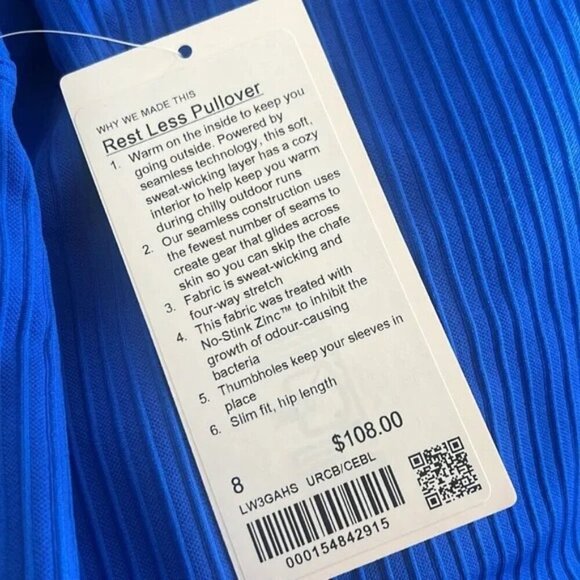 WHY WE MADE THIS
Rest Less Pullover
1. Warm on the inside to keep you
going outside. Powered by
seamless technology, this soft,
sweat-wicking layer has a cozy
interior to help keep you warm
during chilly outdoor runs
2. Our seamless construction uses
the fewest number of seams to
create gear that glides across
skin so you can skip the chafe
3. Fabric is sweat-wicking and
four-way stretch
4. This fabric was treated with
No-Stink Zinc™ to inhibit the
growth of odour-causing
bacteria
5. Thumbholes keep your sleeves in
place
6. Slim fit, hip length
8 $108.00
LW3GAHS URCB/CEBL
000154842915